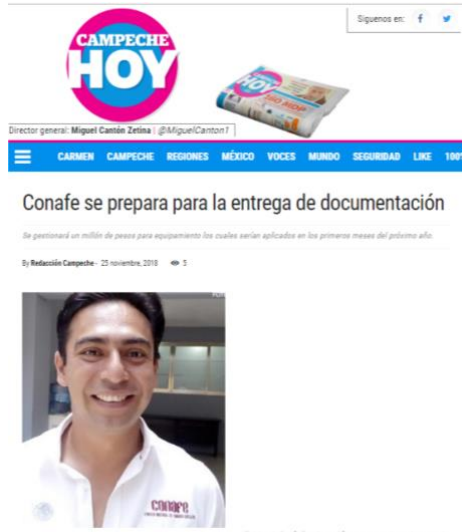 Síguenos en:
CAMPECHE
HOY
Director general: Miguel Cantón Zetina | @MiguelCanton1
CARMEN CAMPECHE REGIONES MÉXICO VOCES MUNDO SEGURIDAD LIKE 100%
Conafe se prepara para la entrega de documentación
Se gestionará un millón de pesos para equipamiento los cuales serían aplicados en los primeros meses del próximo año.
By Redacción Campeche - 25 noviembre, 2018 5
conafe